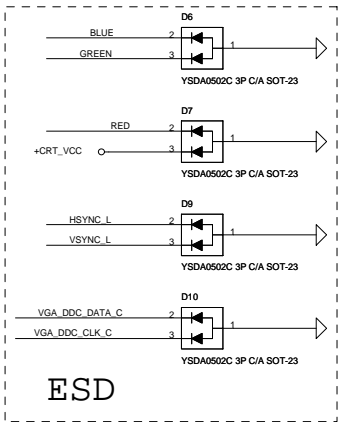 D6
BLUE 2 1
GREEN 3
YSDA0502C 3P C/A SOT-23
D7
RED 2 1
+CRT_VCC 3
YSDA0502C 3P C/A SOT-23
D9
HSYNC_L 2 1
VSYNC_L 3
YSDA0502C 3P C/A SOT-23
D10
VGA_DDC_DATA_C 2 1
VGA_DDC_CLK_C 3
YSDA0502C 3P C/A SOT-23
ESD